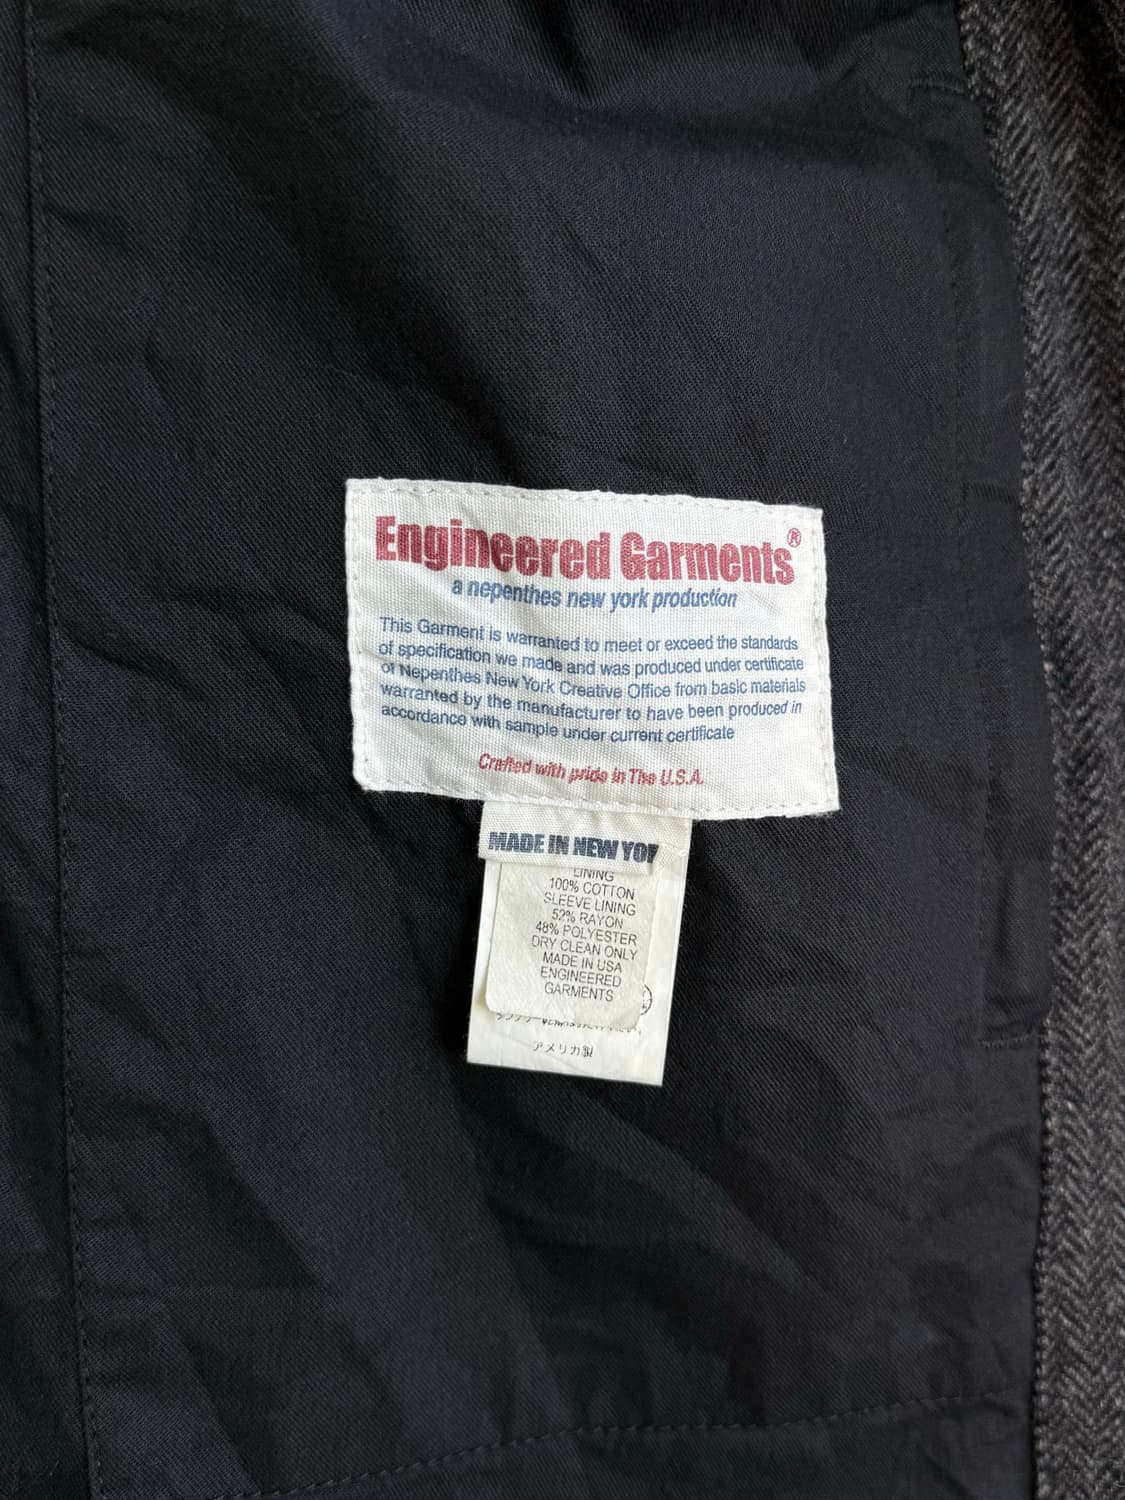 Engineered Garments®
a nepenthes new york production
This Garment is warranted to meet or exceed the standards
of specification we made and was produced under certificate
of Nepenthes New York Creative Office from basic materials
warranted by the manufacturer to have been produced in
accordance with sample under current certificate
Crafted with pride in The U.S.A.
MADE IN NEW YOR
LINING
100% COTTON
SLEEVE LINING
52% RAYON
48% POLYESTER
DRY CLEAN ONLY
MADE IN USA
ENGINEERED
GARMENTS
アメリカ製